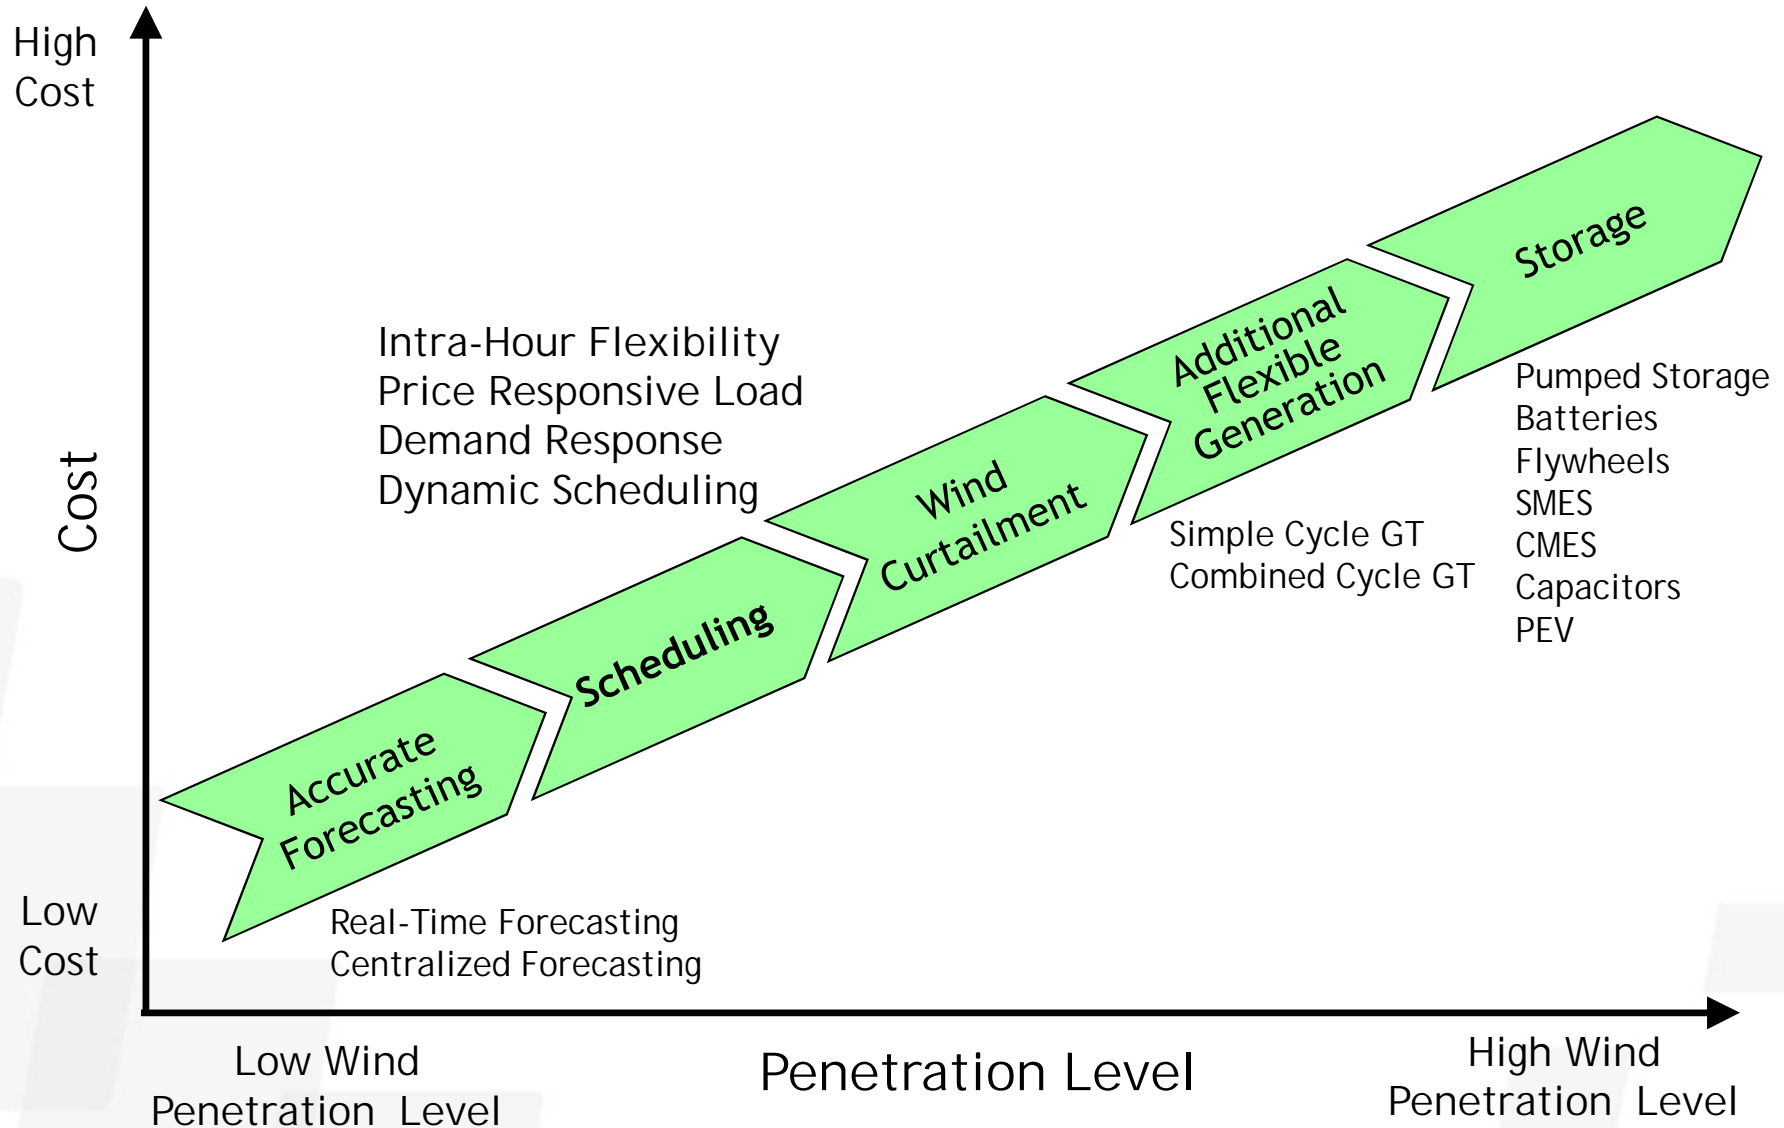 High
Cost
Storage
Additional
Flexible
Generation
Intra-Hour Flexibility
Price Responsive Load
Demand Response
Dynamic Scheduling
Pumped Storage
Batteries
Flywheels
SMES
CMES
Capacitors
PEV
Cost
Wind
Curtailment
Simple Cycle GT
Combined Cycle GT
Scheduling
Accurate
Forecasting
Low
Cost
Real-Time Forecasting
Centralized Forecasting
Low Wind
Penetration Level
Penetration Level
High Wind
Penetration Level